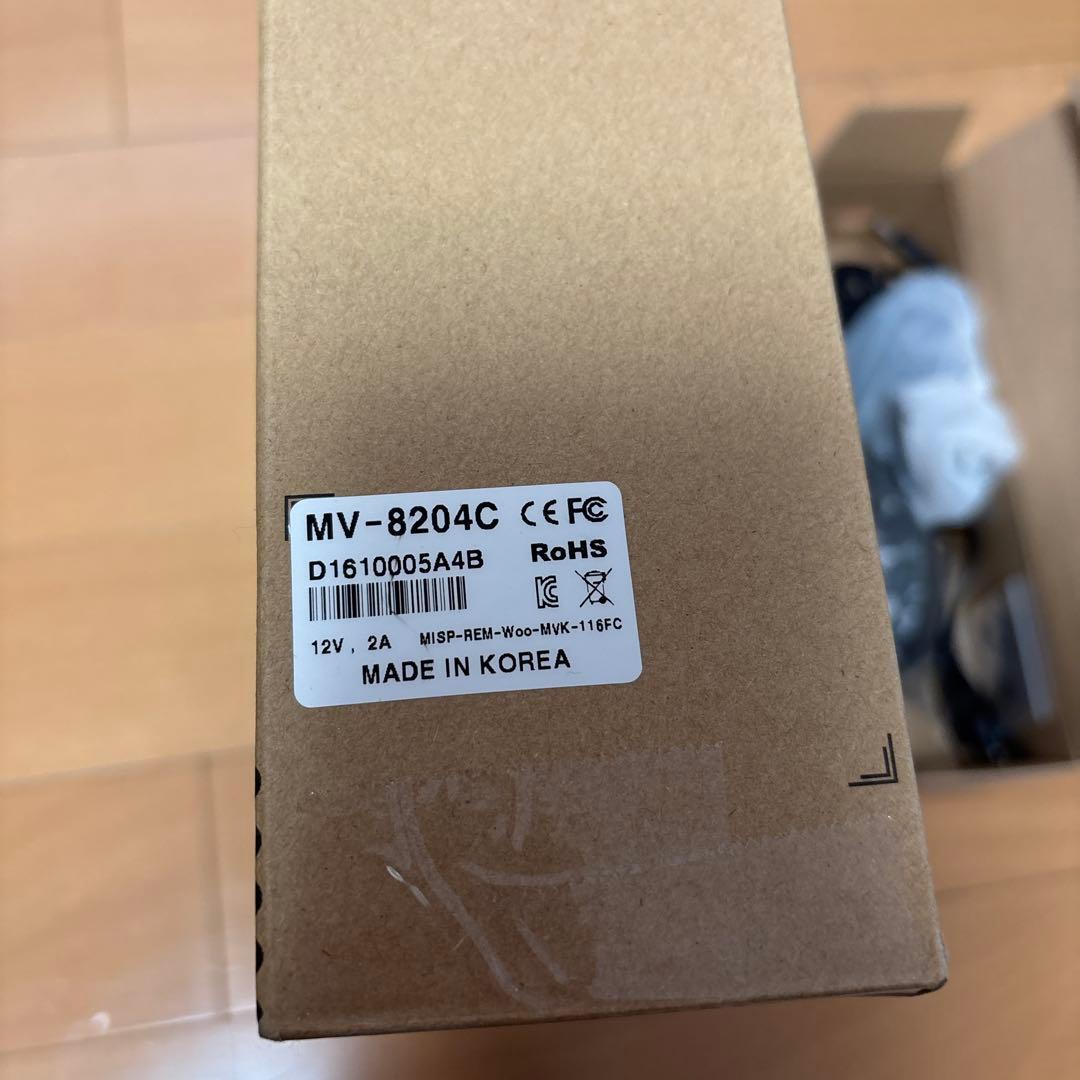 MV-8204C CE FC
D1610005A4B RoHS
12V, 2A MISP-REM-Woo-MVK-116FC
MADE IN KOREA